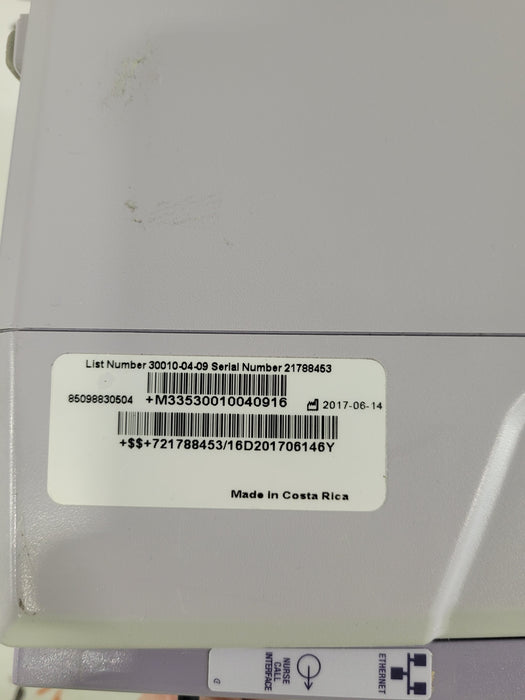 List Number 30010-04-09 Serial Number 21788453
85098830504 +M33530010040916 2017-06-14
+$$+721788453/16D201706146Y
Made in Costa Rica
G
NURSE
CALL
INTERFACE
ETHERNET